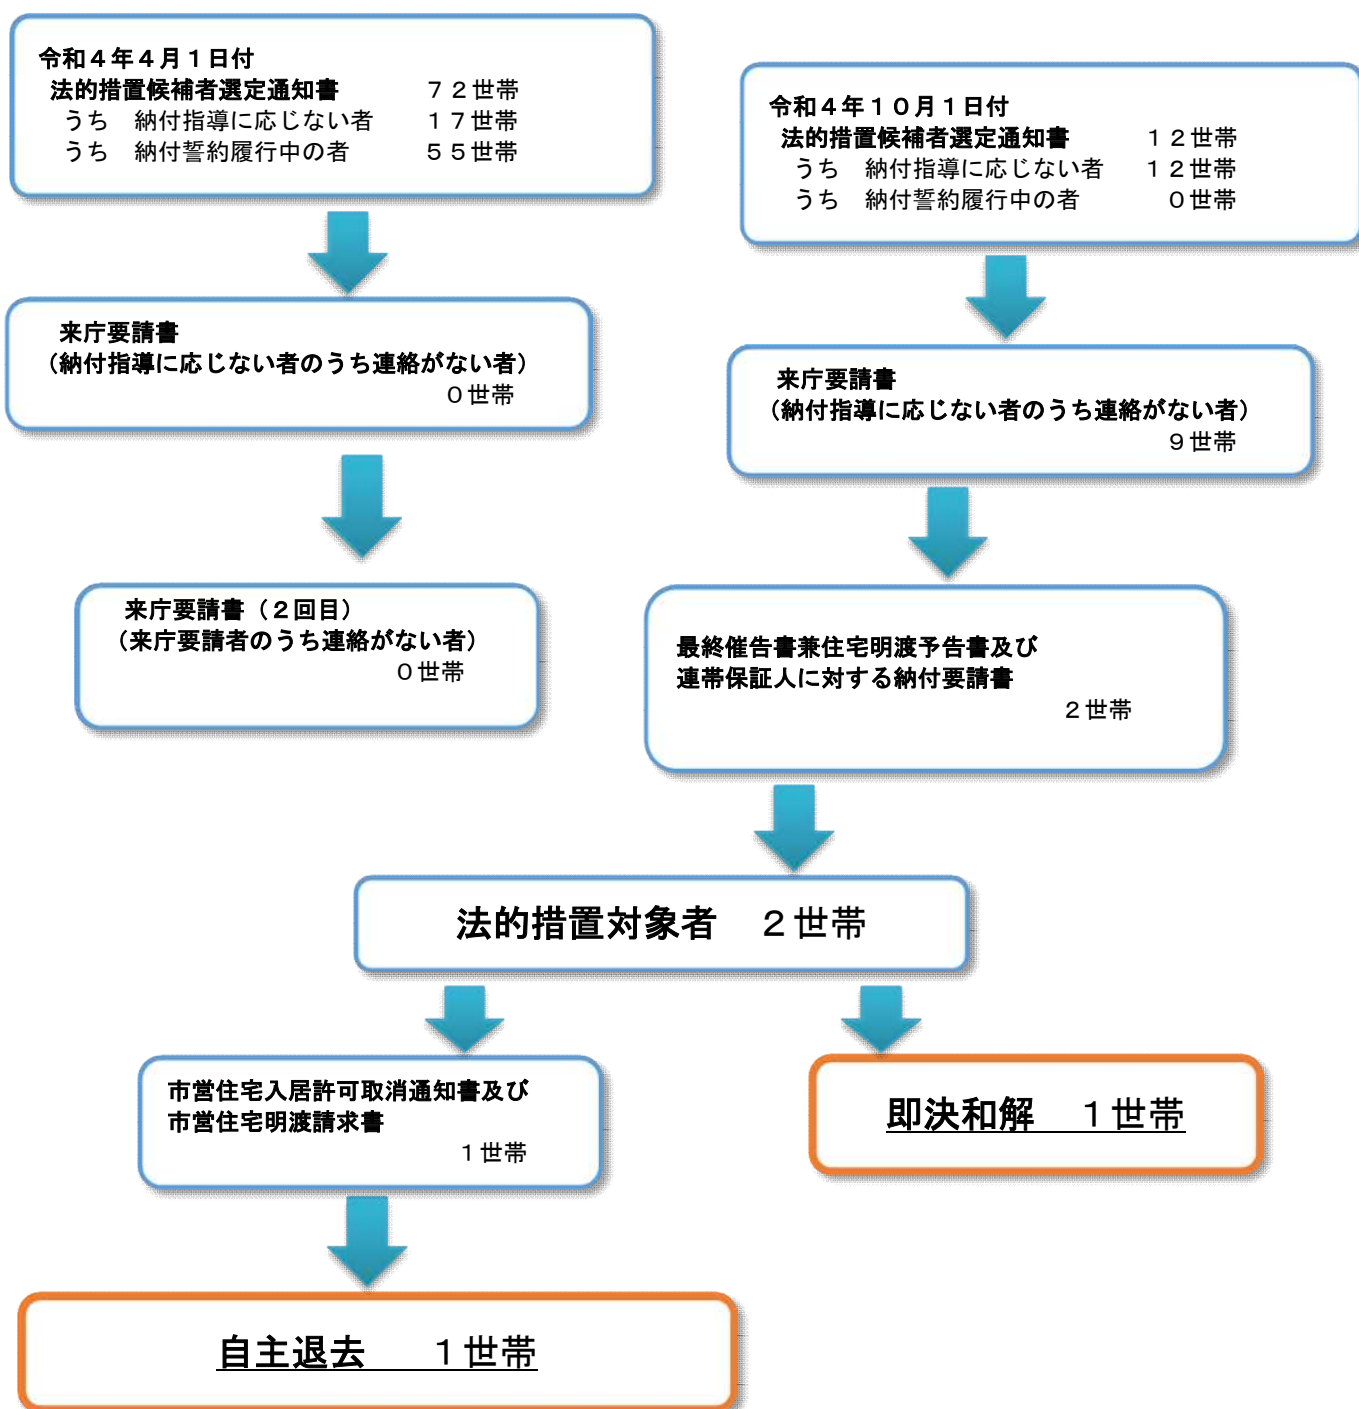 令和４年４月１日付
法的措置候補者選定通知書　７２世帯
うち　納付指導に応じない者　１７世帯
うち　納付誓約履行中の者　５５世帯
令和４年１０月１日付
法的措置候補者選定通知書　１２世帯
うち　納付指導に応じない者　１２世帯
うち　納付誓約履行中の者　０世帯
来庁要請書
（納付指導に応じない者のうち連絡がない者）
０世帯
来庁要請書
（納付指導に応じない者のうち連絡がない者）
９世帯
来庁要請書（２回目）
（来庁要請者のうち連絡がない者）
０世帯
最終催告書兼住宅明渡予告書及び
連帯保証人に対する納付要請書
２世帯
法的措置対象者　２世帯
市営住宅入居許可取消通知書及び
市営住宅明渡請求書
１世帯
即決和解　１世帯
自主退去　１世帯